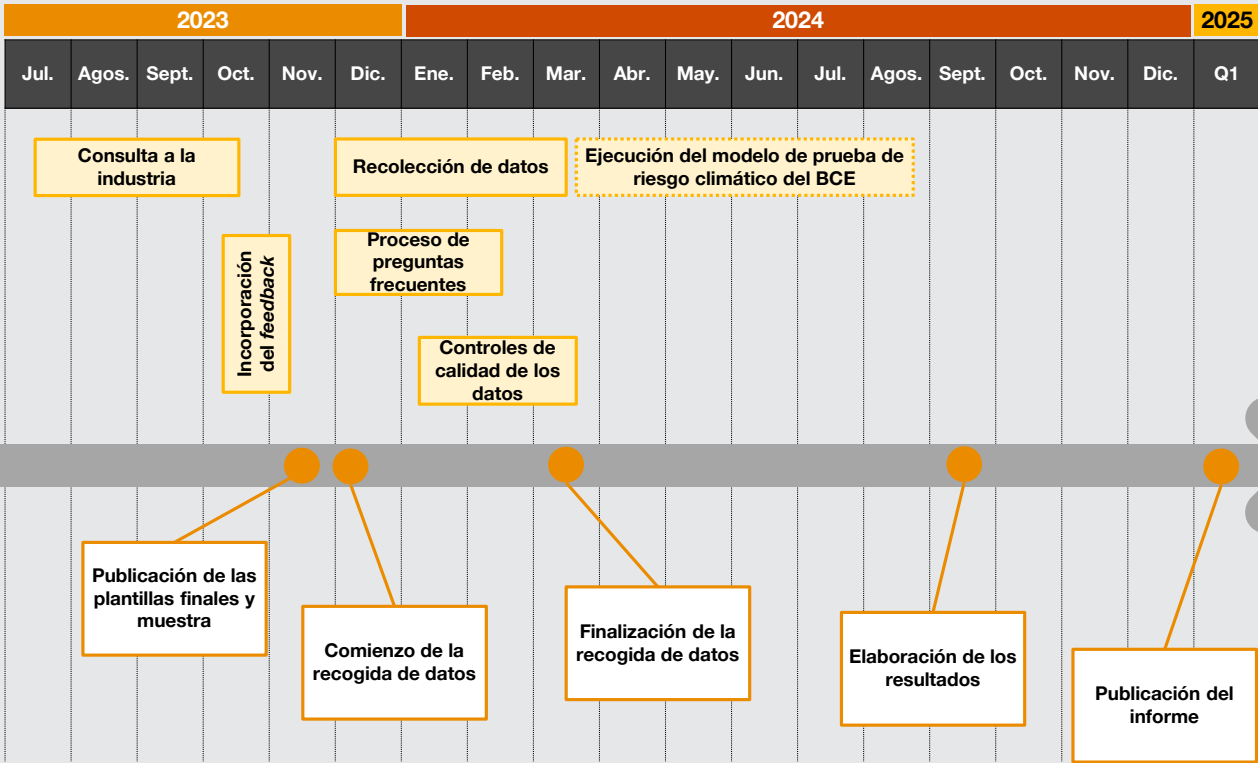 2023
2024
2025
Jul.
Agos.
Sept.
Oct.
Nov.
Dic.
Ene.
Feb.
Mar.
Abr.
May.
Jun.
Jul.
Agos.
Sept.
Oct.
Nov.
Dic.
Q1
Consulta a la
industria
Recolección de datos
Ejecución del modelo de prueba de
riesgo climático del BCE
Incorporación
del feedback
Proceso de
preguntas
frecuentes
Controles de
calidad de los
datos
Publicación de las
plantillas finales y
muestra
Comienzo de la
recogida de datos
Finalización de la
recogida de datos
Elaboración de los
resultados
Publicación del
informe